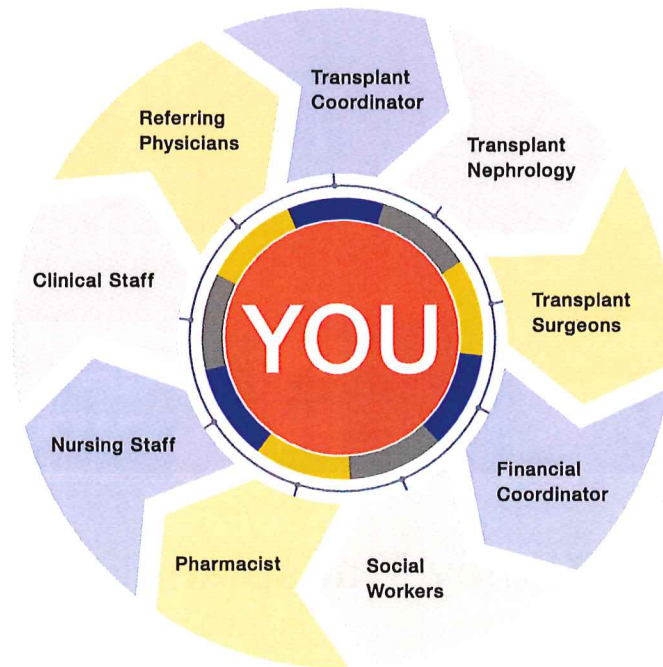 Transplant
Coordinator
Transplant
Nephrology
Transplant
Surgeons
Financial
Coordinator
Social
Workers
Pharmacist
Nursing Staff
Clinical Staff
Referring
Physicians
YOU